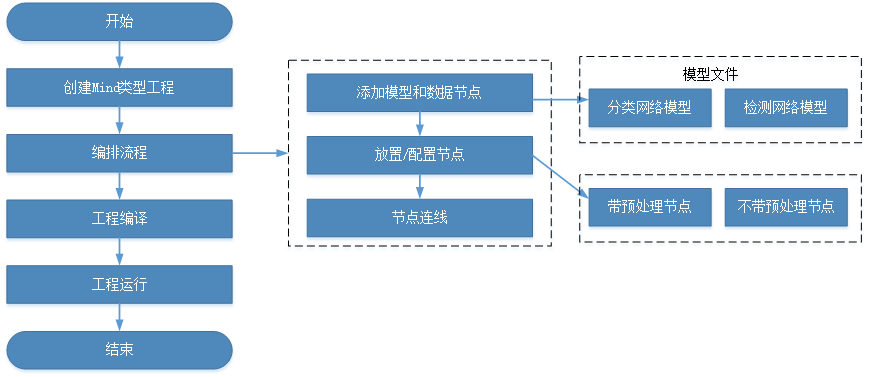 开始
创建Mind类型工程
编排流程
工程编译
工程运行
结束
添加模型和数据节点
放置/配置节点
节点连线
模型文件
分类网络模型
检测网络模型
带预处理节点
不带预处理节点